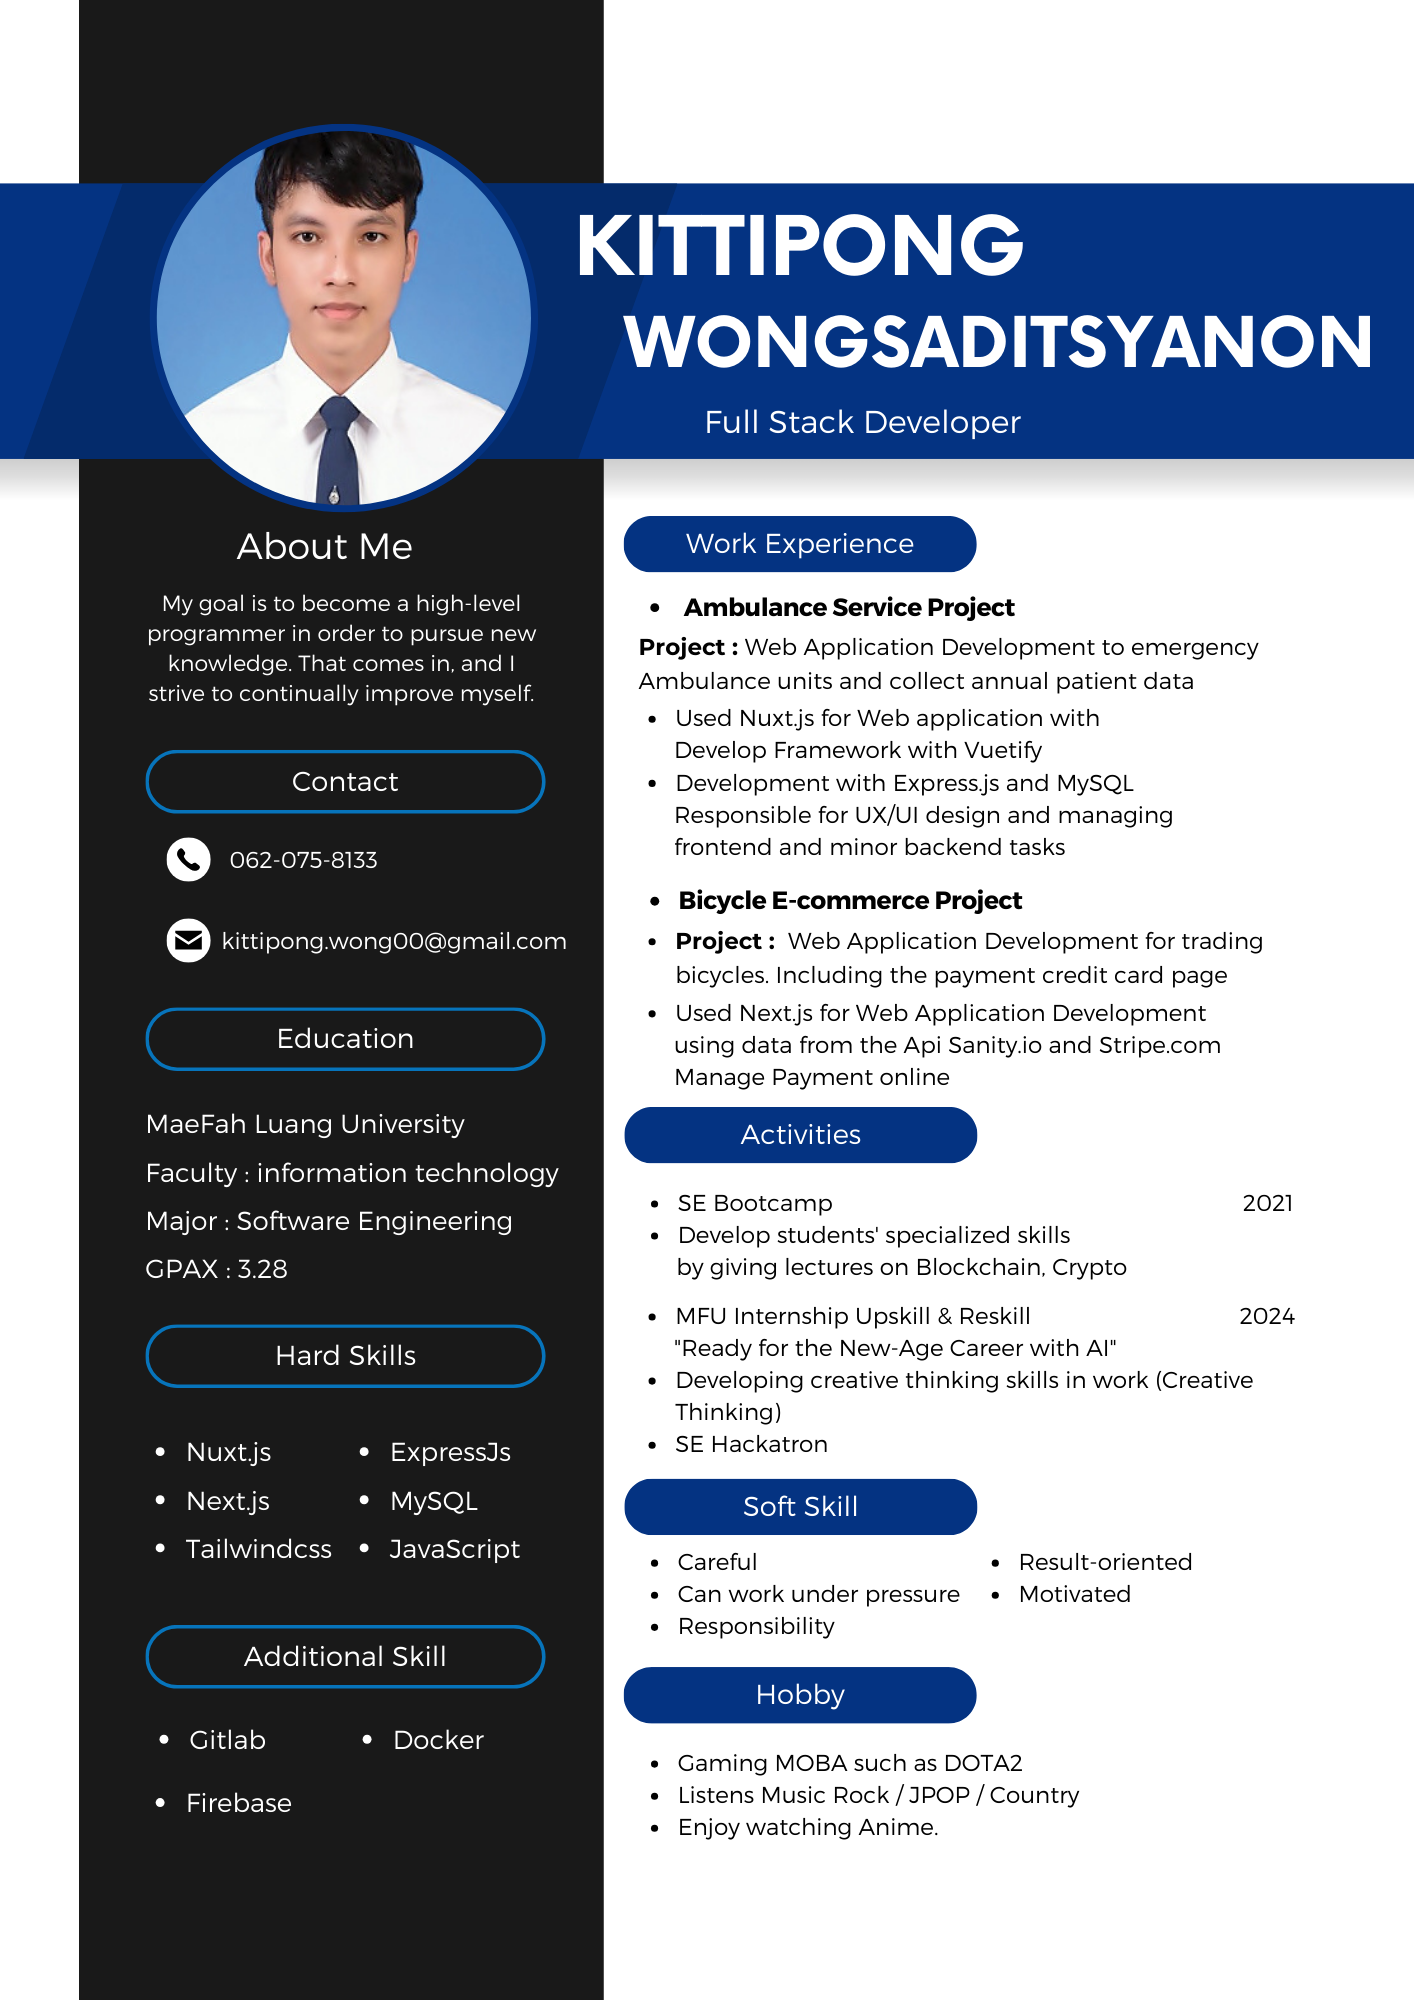 KITTIPONG
WONGSADITSYANON
Full Stack Developer
About Me
My goal is to become a high-level
programmer in order to pursue new
knowledge. That comes in, and I
strive to continually improve myself.
Contact
062-075-8133
kittipong.wong00@gmail.com
Education
MaeFah Luang University
Faculty : information technology
Major : Software Engineering
GPAX : 3.28
Hard Skills
• Nuxt.js
• Next.js
• Tailwindcss
• ExpressJs
• MySQL
• JavaScript
Additional Skill
• Gitlab
• Docker
• Firebase
Work Experience
• Ambulance Service Project
Project : Web Application Development to emergency
Ambulance units and collect annual patient data
• Used Nuxt.js for Web application with
Develop Framework with Vuetify
• Development with Express.js and MySQL
Responsible for UX/UI design and managing
frontend and minor backend tasks
• Bicycle E-commerce Project
• Project : Web Application Development for trading
bicycles. Including the payment credit card page
• Used Next.js for Web Application Development
using data from the Api Sanity.io and Stripe.com
Manage Payment online
Activities
• SE Bootcamp 2021
• Develop students' specialized skills
by giving lectures on Blockchain, Crypto
• MFU Internship Upskill & Reskill 2024
"Ready for the New-Age Career with AI"
• Developing creative thinking skills in work (Creative
Thinking)
• SE Hackatron
Soft Skill
• Careful
• Can work under pressure
• Responsibility
• Result-oriented
• Motivated
Hobby
• Gaming MOBA such as DOTA2
• Listens Music Rock / JPOP / Country
• Enjoy watching Anime.